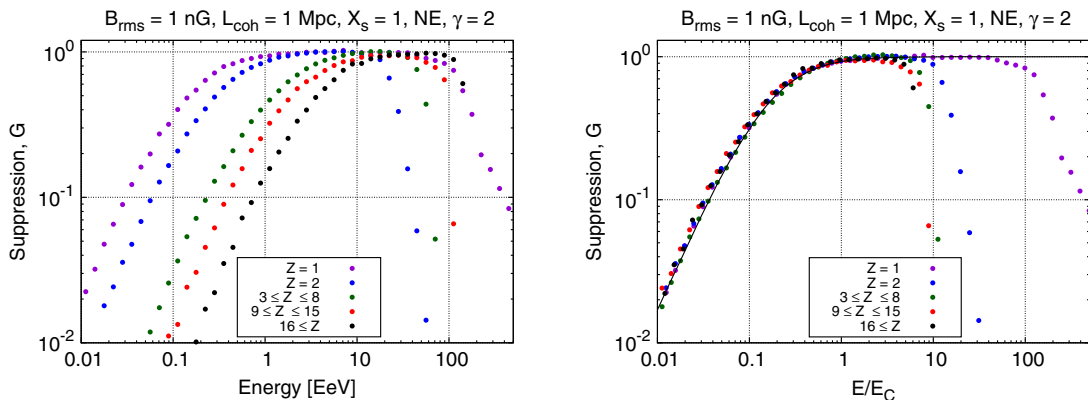 B_rms = 1 nG, L_coh = 1 Mpc, X_s = 1, NE, γ = 2
Suppression, G
10^0
10^-1
10^-2
Z = 1
Z = 2
3 ≤ Z ≤ 8
9 ≤ Z ≤ 15
16 ≤ Z
0.01 0.1 1 10 100
Energy [EeV]
B_rms = 1 nG, L_coh = 1 Mpc, X_s = 1, NE, γ = 2
Suppression, G
10^0
10^-1
10^-2
Z = 1
Z = 2
3 ≤ Z ≤ 8
9 ≤ Z ≤ 15
16 ≤ Z
0.01 0.1 1 10 100
E/E_C